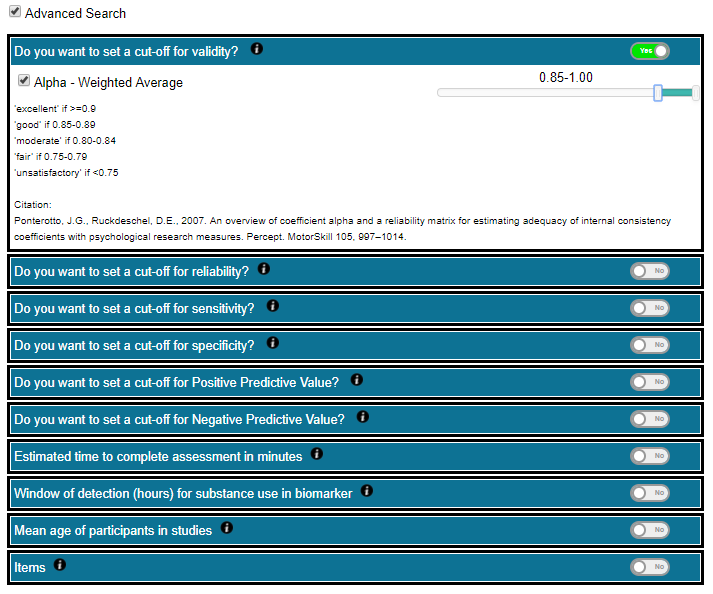 Advanced Search
Do you want to set a cut-off for validity? i Yes
Alpha - Weighted Average 0.85-1.00
'excellent' if >=0.9
'good' if 0.85-0.89
'moderate' if 0.80-0.84
'fair' if 0.75-0.79
'unsatisfactory' if <0.75
Citation:
Ponterotto, J.G., Ruckdeschel, D.E., 2007. An overview of coefficient alpha and a reliability matrix for estimating adequacy of internal consistency
coefficients with psychological research measures. Percept. MotorSkill 105, 997–1014.
Do you want to set a cut-off for reliability? i No
Do you want to set a cut-off for sensitivity? i No
Do you want to set a cut-off for specificity? i No
Do you want to set a cut-off for Positive Predictive Value? i No
Do you want to set a cut-off for Negative Predictive Value? i No
Estimated time to complete assessment in minutes i No
Window of detection (hours) for substance use in biomarker i No
Mean age of participants in studies i No
Items i No